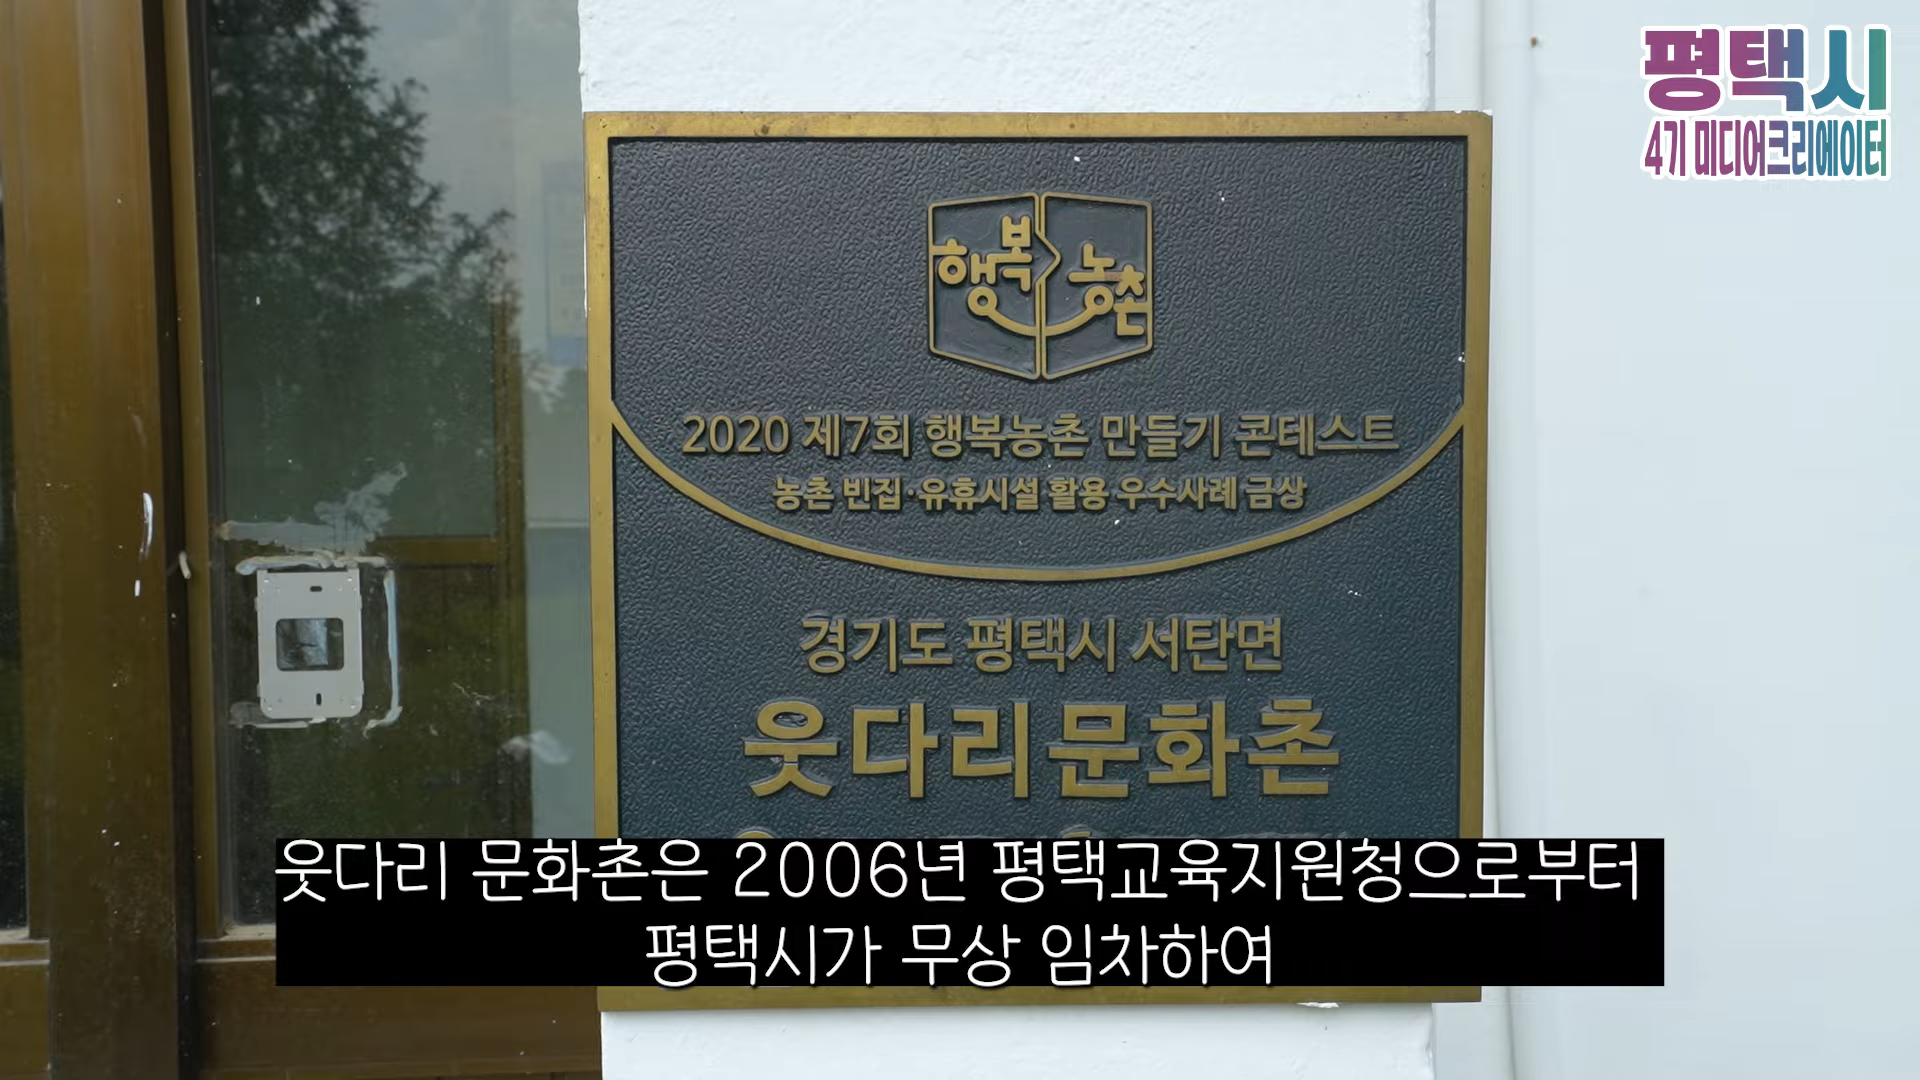 평택시
4기 미디어크리에이터
행복농촌
2020 제7회 행복농촌 만들기 콘테스트
농촌 빈집·유휴시설 활용 우수사례 금상
경기도 평택시 서탄면
웃다리문화촌
웃다리 문화촌은 2006년 평택교육지원청으로부터
평택시가 무상 임차하여